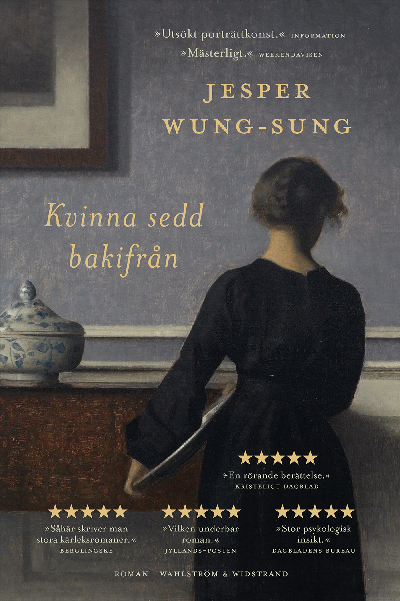 »Utsökt porträttkonst.« INFORMATION
»Mästerligt.« WEEKENDAVISEN
JESPER
WUNG-SUNG
Kvinna sedd
bakifrån
»En rörande berättelse.«
KRISTELIGT DAGBLAD
»Såhär skriver man
stora kärleksromaner.«
BERLINGSKE
»Vilken underbar
roman.«
JYLLANDS-POSTEN
»Stor psykologisk
insikt.«
DAGBLADENS BUREAU
ROMAN WAHLSTRÖM & WIDSTRAND